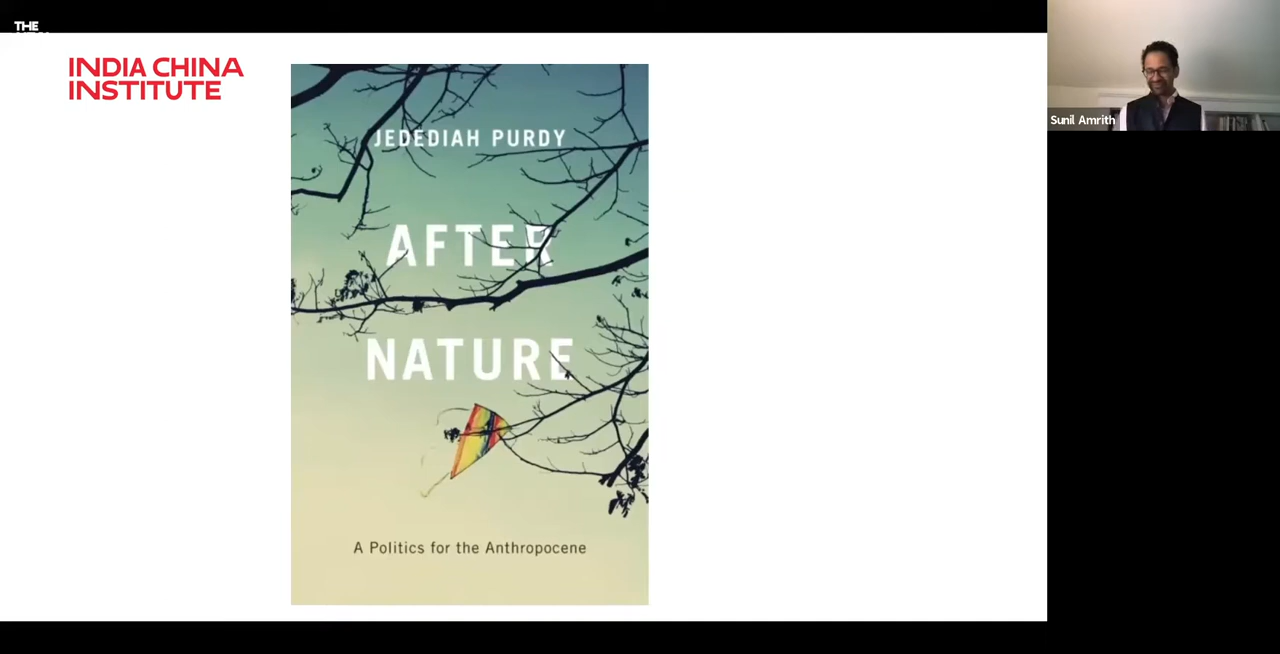 THE
INDIA CHINA
INSTITUTE
JEDEDIAH PURDY
AFTER
NATURE
A Politics for the Anthropocene
Sunil Amrith